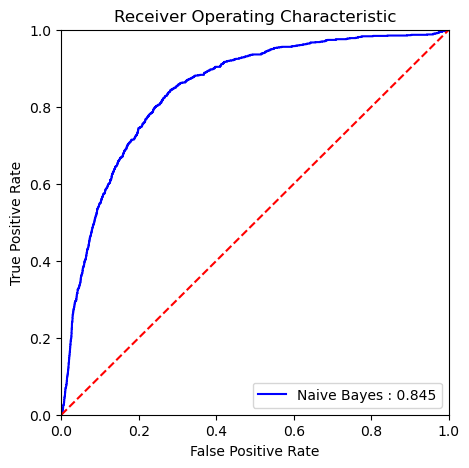 Receiver Operating Characteristic
1.0
0.8
0.6
0.4
0.2
0.0
True Positive Rate
Naive Bayes : 0.845
0.0 0.2 0.4 0.6 0.8 1.0
False Positive Rate